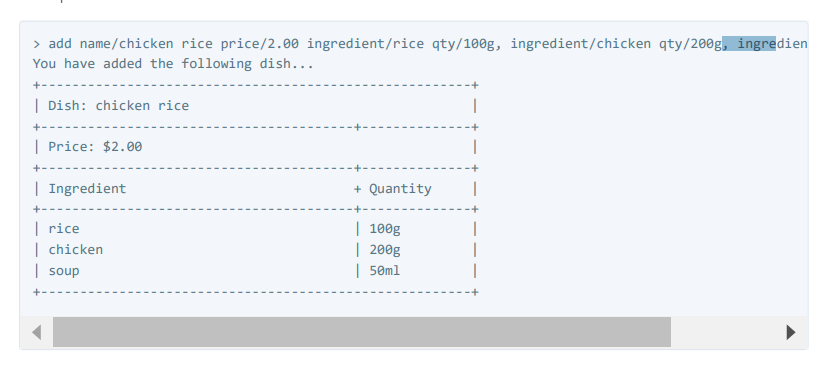 > add name/chicken rice price/2.00 ingredient/rice qty/100g, ingredient/chicken qty/200g, ingredien
You have added the following dish...
+-------------------------------------------------------+
| Dish: chicken rice                                    |
+----------------------------------------+--------------+
| Price: $2.00                                          |
+----------------------------------------+--------------+
| Ingredient                             + Quantity     |
+----------------------------------------+--------------+
| rice                                   | 100g         |
| chicken                                | 200g         |
| soup                                   | 50ml         |
+-------------------------------------------------------+